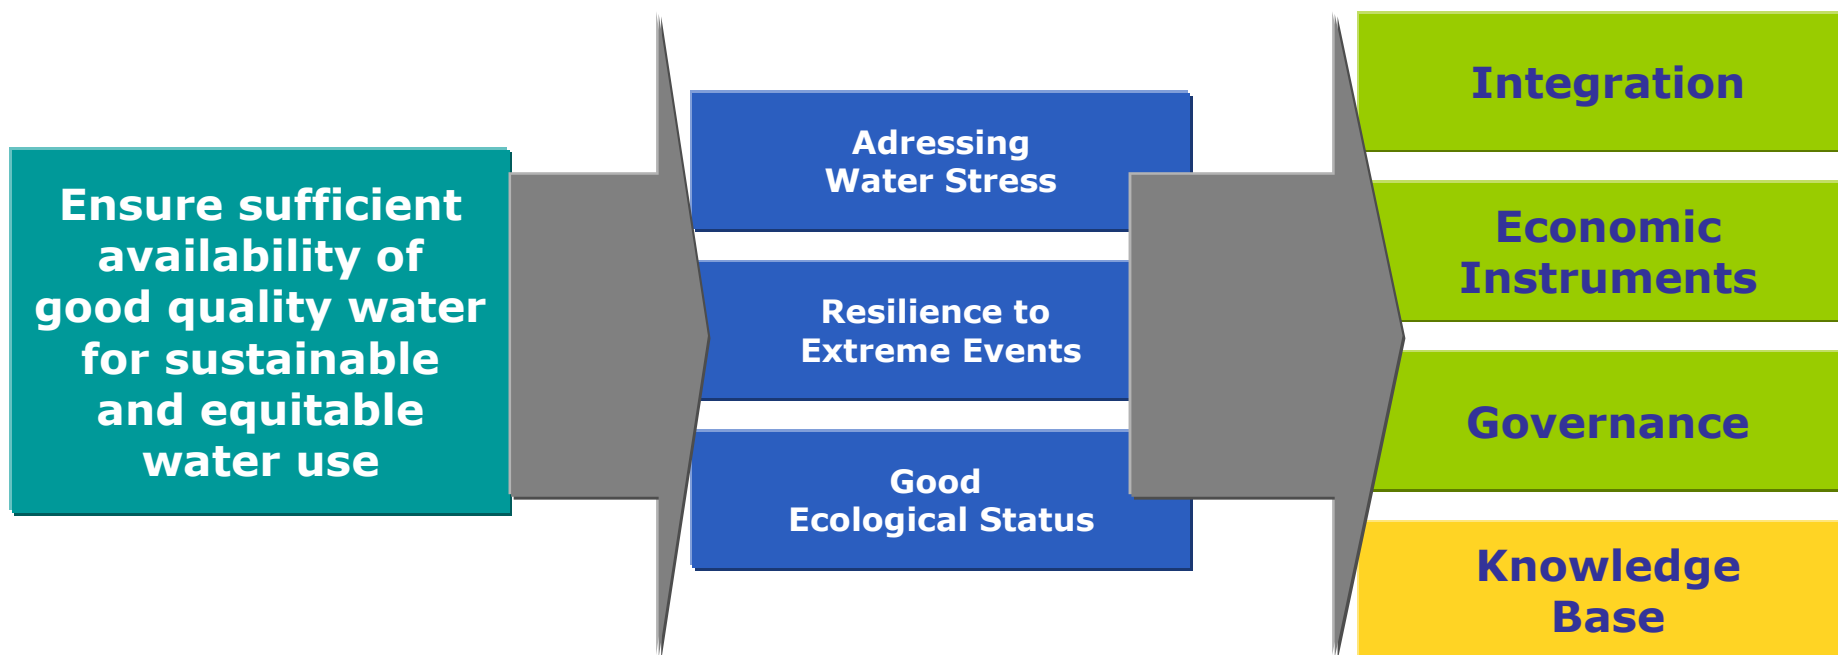 Ensure sufficient
availability of
good quality water
for sustainable
and equitable
water use
Adressing
Water Stress
Resilience to
Extreme Events
Good
Ecological Status
Integration
Economic
Instruments
Governance
Knowledge
Base